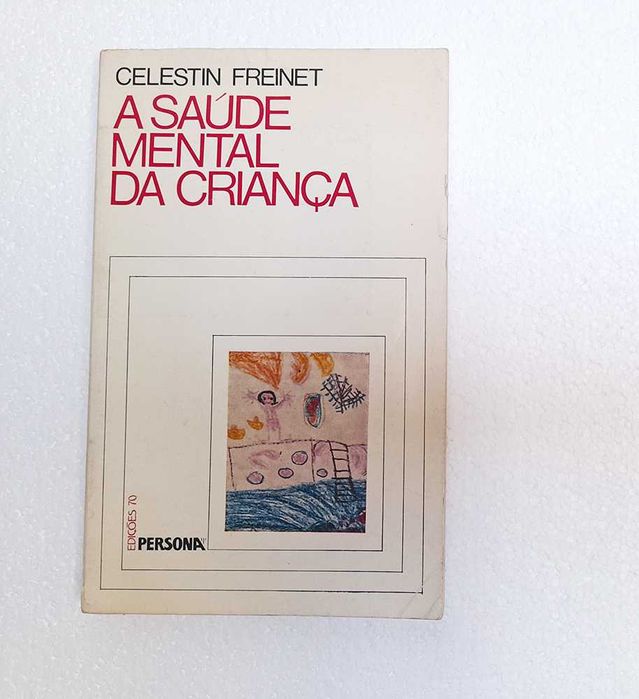 CELESTIN FREINET
A SAÚDE
MENTAL
DA CRIANÇA
EDIÇÕES 70
PERSONA